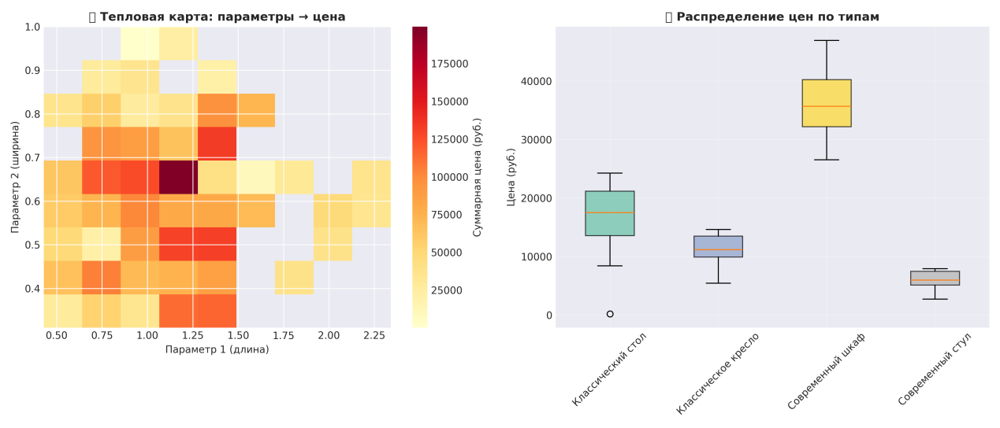 Тепловая карта: параметры → цена
1.0
0.9
0.8
0.7
0.6
0.5
0.4
Параметр 2 (ширина)
0.50 0.75 1.00 1.25 1.50 1.75 2.00 2.25
Параметр 1 (длина)
175000
150000
125000
100000
75000
50000
25000
Суммарная цена (руб.)
Распределение цен по типам
40000
30000
20000
10000
0
Цена (руб.)
Классический стол
Классическое кресло
Современный шкаф
Современный стул